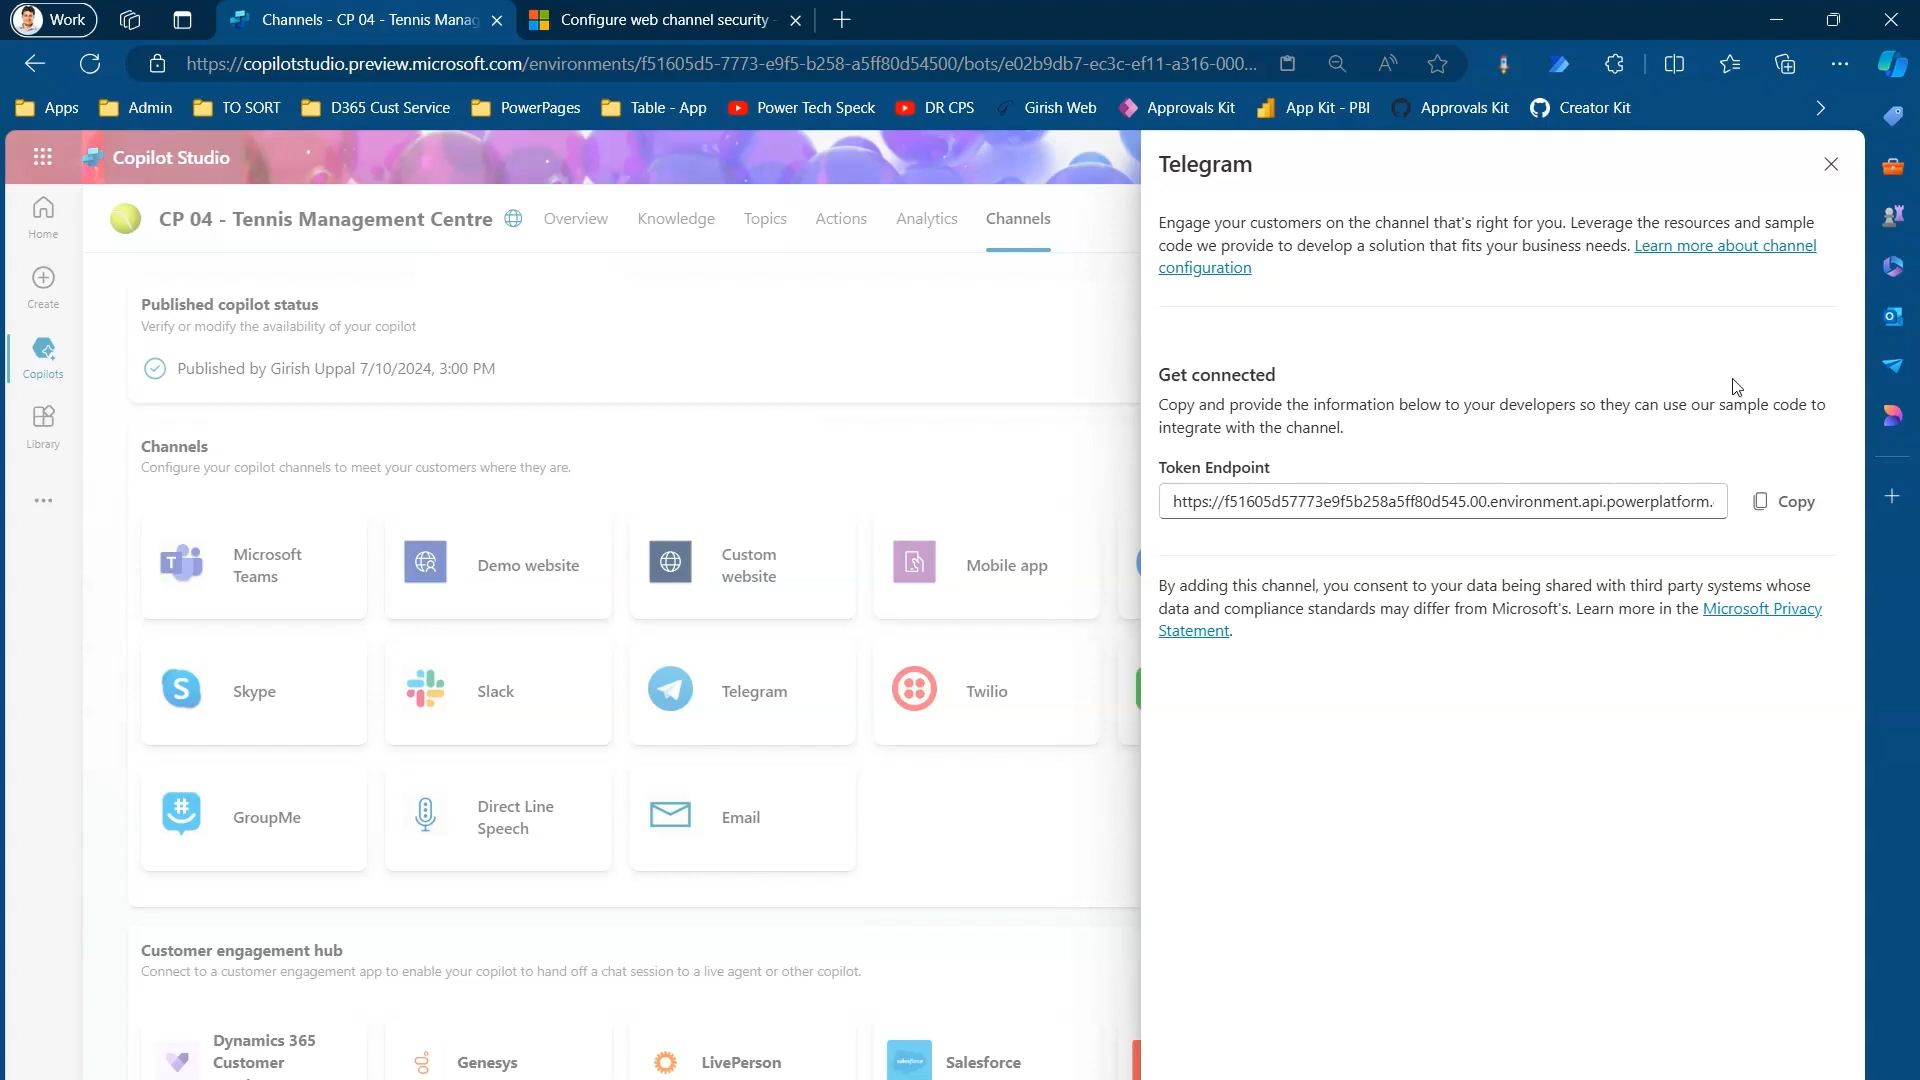 Work
Channels - CP 04 - Tennis Manag
Configure web channel security -
https://copilotstudio.preview.microsoft.com/environments/f51605d5-7773-e9f5-b258-a5ff80d54500/bots/e02b9db7-ec3c-ef11-a316-000...
Apps
Admin
TO SORT
D365 Cust Service
PowerPages
Table - App
Power Tech Speck
DR CPS
Girish Web
Approvals Kit
App Kit - PBI
Approvals Kit
Creator Kit
Copilot Studio
Home
Create
Copilots
Library
CP 04 - Tennis Management Centre
Overview
Knowledge
Topics
Actions
Analytics
Channels
Published copilot status
Verify or modify the availability of your copilot
Published by Girish Uppal 7/10/2024, 3:00 PM
Channels
Configure your copilot channels to meet your customers where they are.
Microsoft
Teams
Demo website
Custom
website
Mobile app
Skype
Slack
Telegram
Twilio
GroupMe
Direct Line
Speech
Email
Customer engagement hub
Connect to a customer engagement app to enable your copilot to hand off a chat session to a live agent or other copilot.
Dynamics 365
Customer
Genesys
LivePerson
salesforce
Salesforce
Telegram
Engage your customers on the channel that's right for you. Leverage the resources and sample
code we provide to develop a solution that fits your business needs. Learn more about channel
configuration
Get connected
Copy and provide the information below to your developers so they can use our sample code to
integrate with the channel.
Token Endpoint
https://f51605d57773e9f5b258a5ff80d545.00.environment.api.powerplatform.
Copy
By adding this channel, you consent to your data being shared with third party systems whose
data and compliance standards may differ from Microsoft's. Learn more in the Microsoft Privacy
Statement.